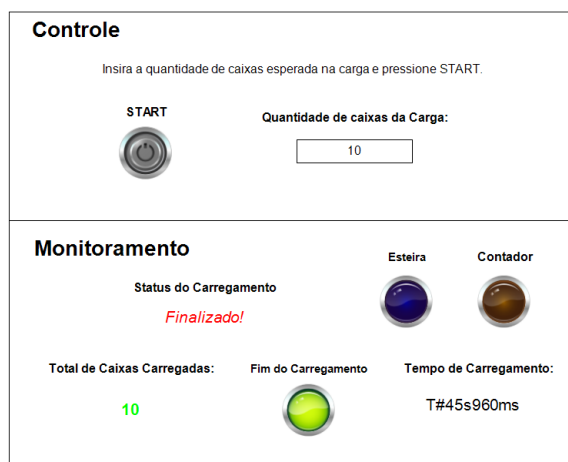 Controle
Insira a quantidade de caixas esperada na carga e pressione START.
START
Quantidade de caixas da Carga:
10
Monitoramento
Esteira
Contador
Status do Carregamento
Finalizado!
Total de Caixas Carregadas:
Fim do Carregamento
Tempo de Carregamento:
10
T#45s960ms